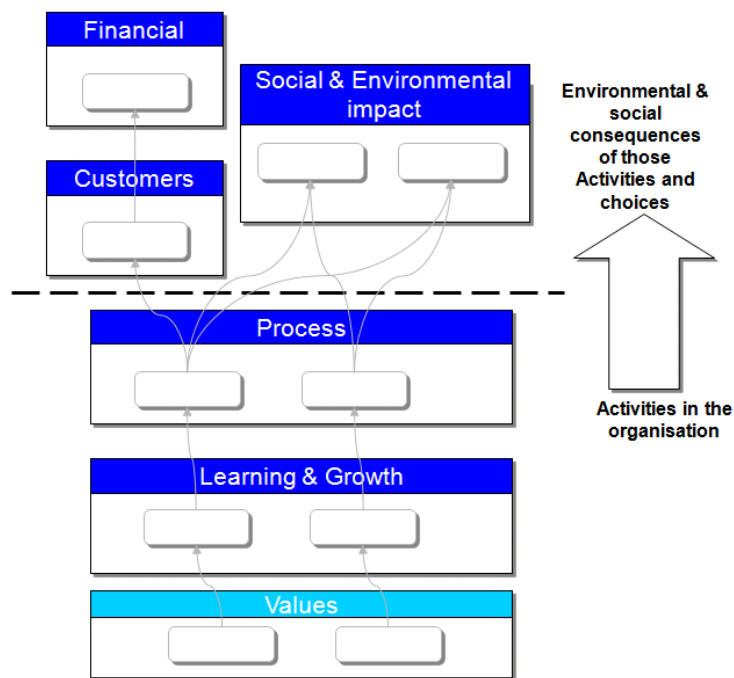 Financial
Social & Environmental
impact
Customers
Process
Learning & Growth
Values
Environmental &
social
consequences
of those
Activities and
choices
Activities in the
organisation